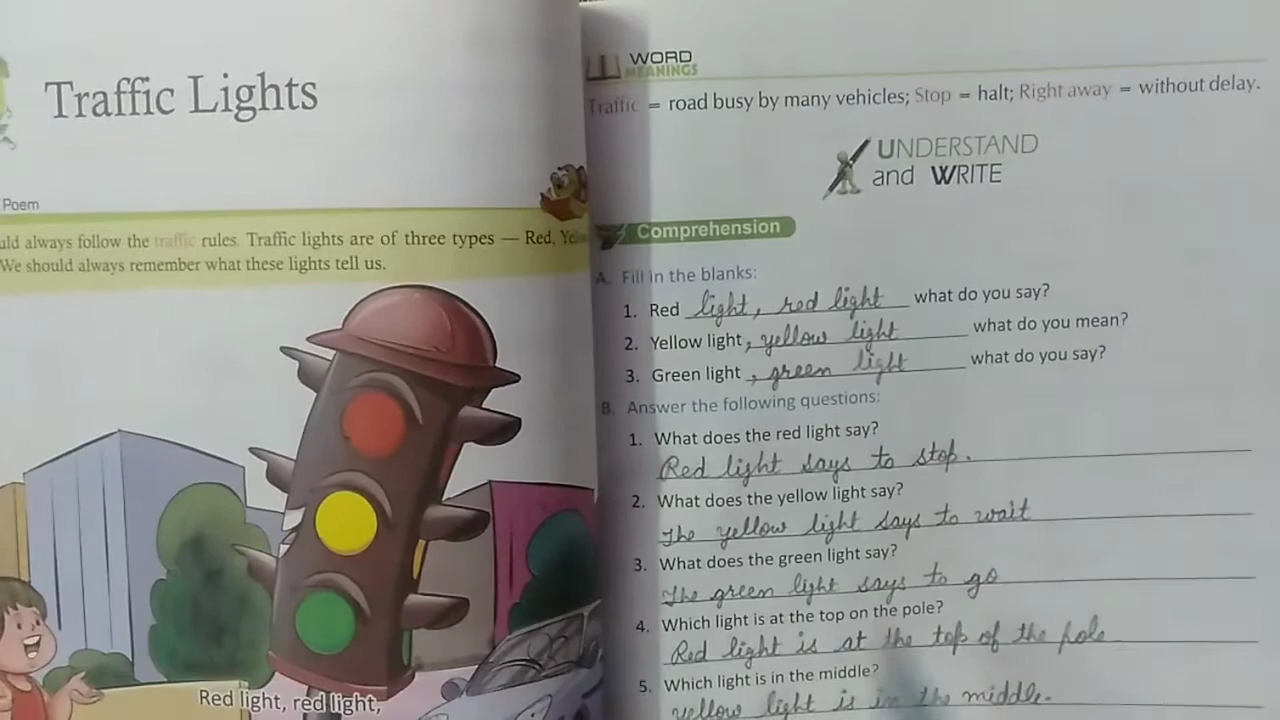 Traffic Lights
Poem
uld always follow the traffic rules. Traffic lights are of three types — Red, Yellow
We should always remember what these lights tell us.
Red light, red light,
WORD
MEANINGS
Traffic = road busy by many vehicles; Stop = halt; Right away = without delay.
UNDERSTAND
and WRITE
Comprehension
A. Fill in the blanks:
1. Red light, red light what do you say?
2. Yellow light, yellow light what do you mean?
3. Green light, green light what do you say?
B. Answer the following questions:
1. What does the red light say?
Red light says to stop.
2. What does the yellow light say?
The yellow light says to wait
3. What does the green light say?
The green light says to go
4. Which light is at the top on the pole?
Red light is at the top of the pole
5. Which light is in the middle?
yellow light is in the middle.